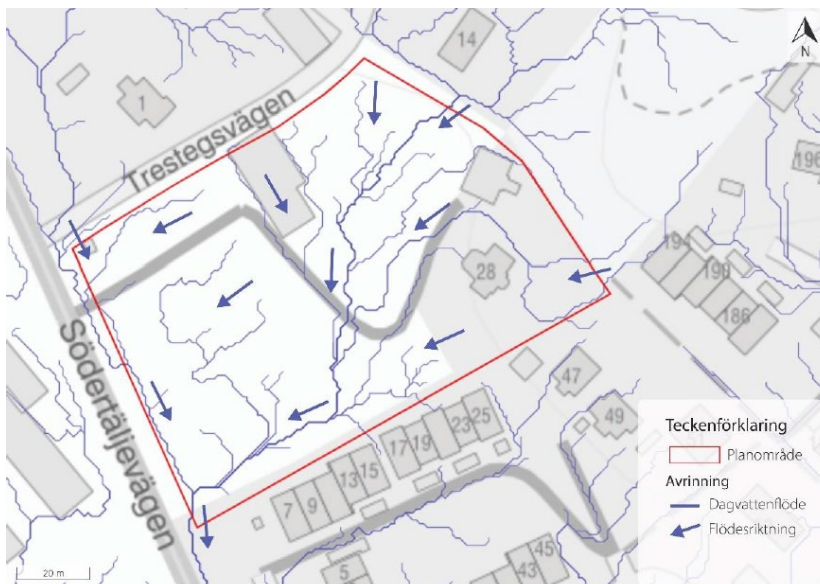 14
N
1
Trestegsvägen
196
28
194
190
186
Södertäljevägen
47
49
25
23
19
17
15
13
9
7
5
45
43
Teckenförklaring
Planområde
Avrinning
Dagvattenflöde
Flödesriktning
20 m